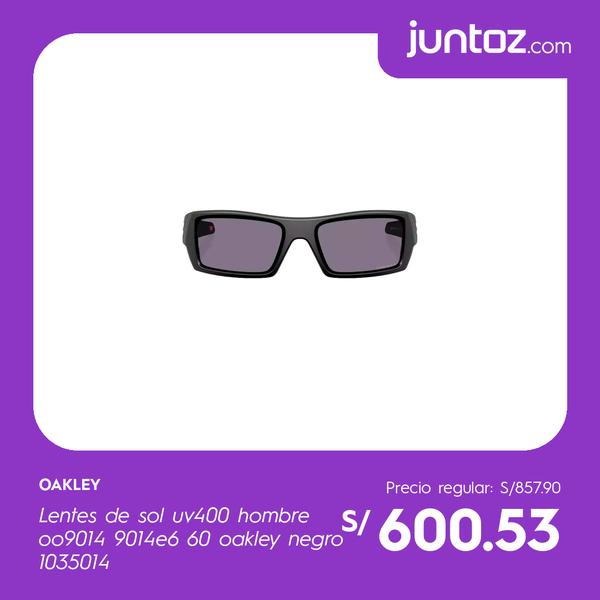 juntoz.com
OAKLEY
Lentes de sol uv400 hombre
oo9014 9014e6 60 oakley negro
1035014
Precio regular: S/857.90
S/ 600.53